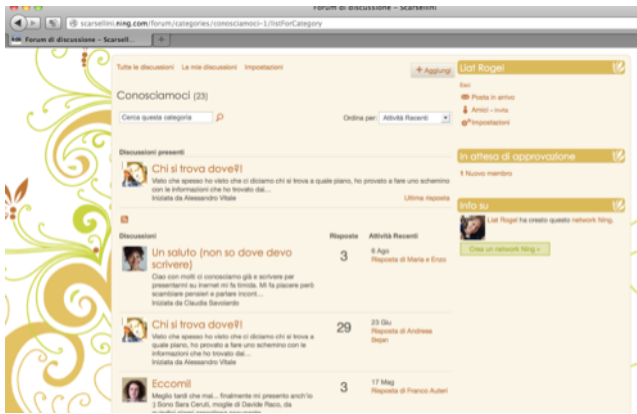 Forum di discussione - Scarsellini
scarsellini.ning.com/forum/categories/conosciamoci-1/listForCategory
Forum di discussione - Scarsell...
Tutte le discussioni Le mie discussioni Impostazioni
+ Aggiungi
Conosciamoci (23)
Cerca questa categoria
Ordina per: Attività Recenti
Discussioni presenti
Chi si trova dove?!
Visto che spesso ho visto che ci diciamo chi si trova a quale piano, ho provato a fare uno schemino
con le informazioni che ho trovato dai...
Iniziata da Alessandro Vitale
Ultima risposta
Discussioni Risposte Attività Recenti
Un saluto (non so dove devo
scrivere)
Ciao con molti ci conosciamo già e scrivere per
presentarmi su inernet mi fa timida. Mi fa piacere però
scambiare pensieri e parlare incont...
Iniziata da Claudia Savoiardo
3
6 Ago
Risposta di Maria e Enzo
Chi si trova dove?!
Visto che spesso ho visto che ci diciamo chi si trova a
quale piano, ho provato a fare uno schemino con le
informazioni che ho trovato dai...
Iniziata da Alessandro Vitale
29
23 Giu
Risposta di Andreea
Bejan
Eccomi!
Meglio tardi che mai... finalmente mi presento anch'io
:) Sono Sara Ceruti, moglie di Davide Raco, da
3
17 Mag
Risposta di Franco Auteri
Liat Rogel
Esci
Posta in arrivo
Amici - Invita
Impostazioni
In attesa di approvazione
1 Nuovo membro
Info su
Liat Rogel ha creato questo network Ning.
Crea un network Ning »